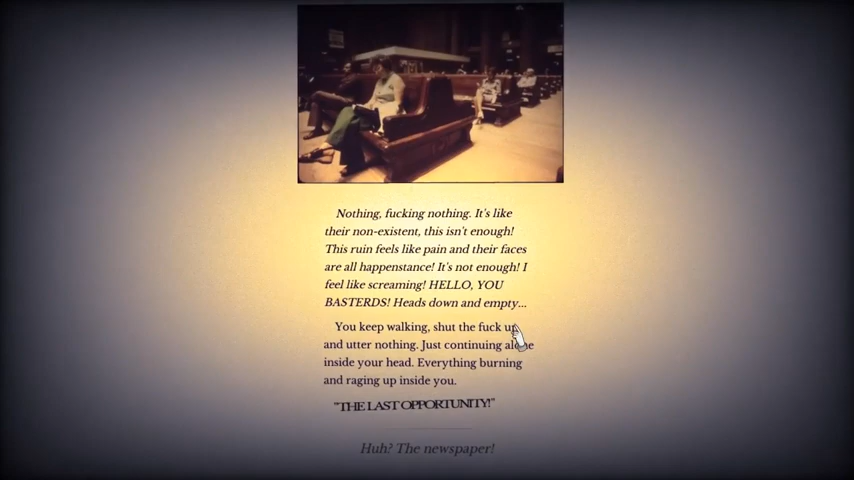 Nothing, fucking nothing. It's like
their non-existent, this isn't enough!
This ruin feels like pain and their faces
are all happenstance! It's not enough! I
feel like screaming! HELLO, YOU
BASTERDS! Heads down and empty...
You keep walking, shut the fuck up
and utter nothing. Just continuing alone
inside your head. Everything burning
and raging up inside you.
"THE LAST OPPORTUNITY!"
Huh? The newspaper!